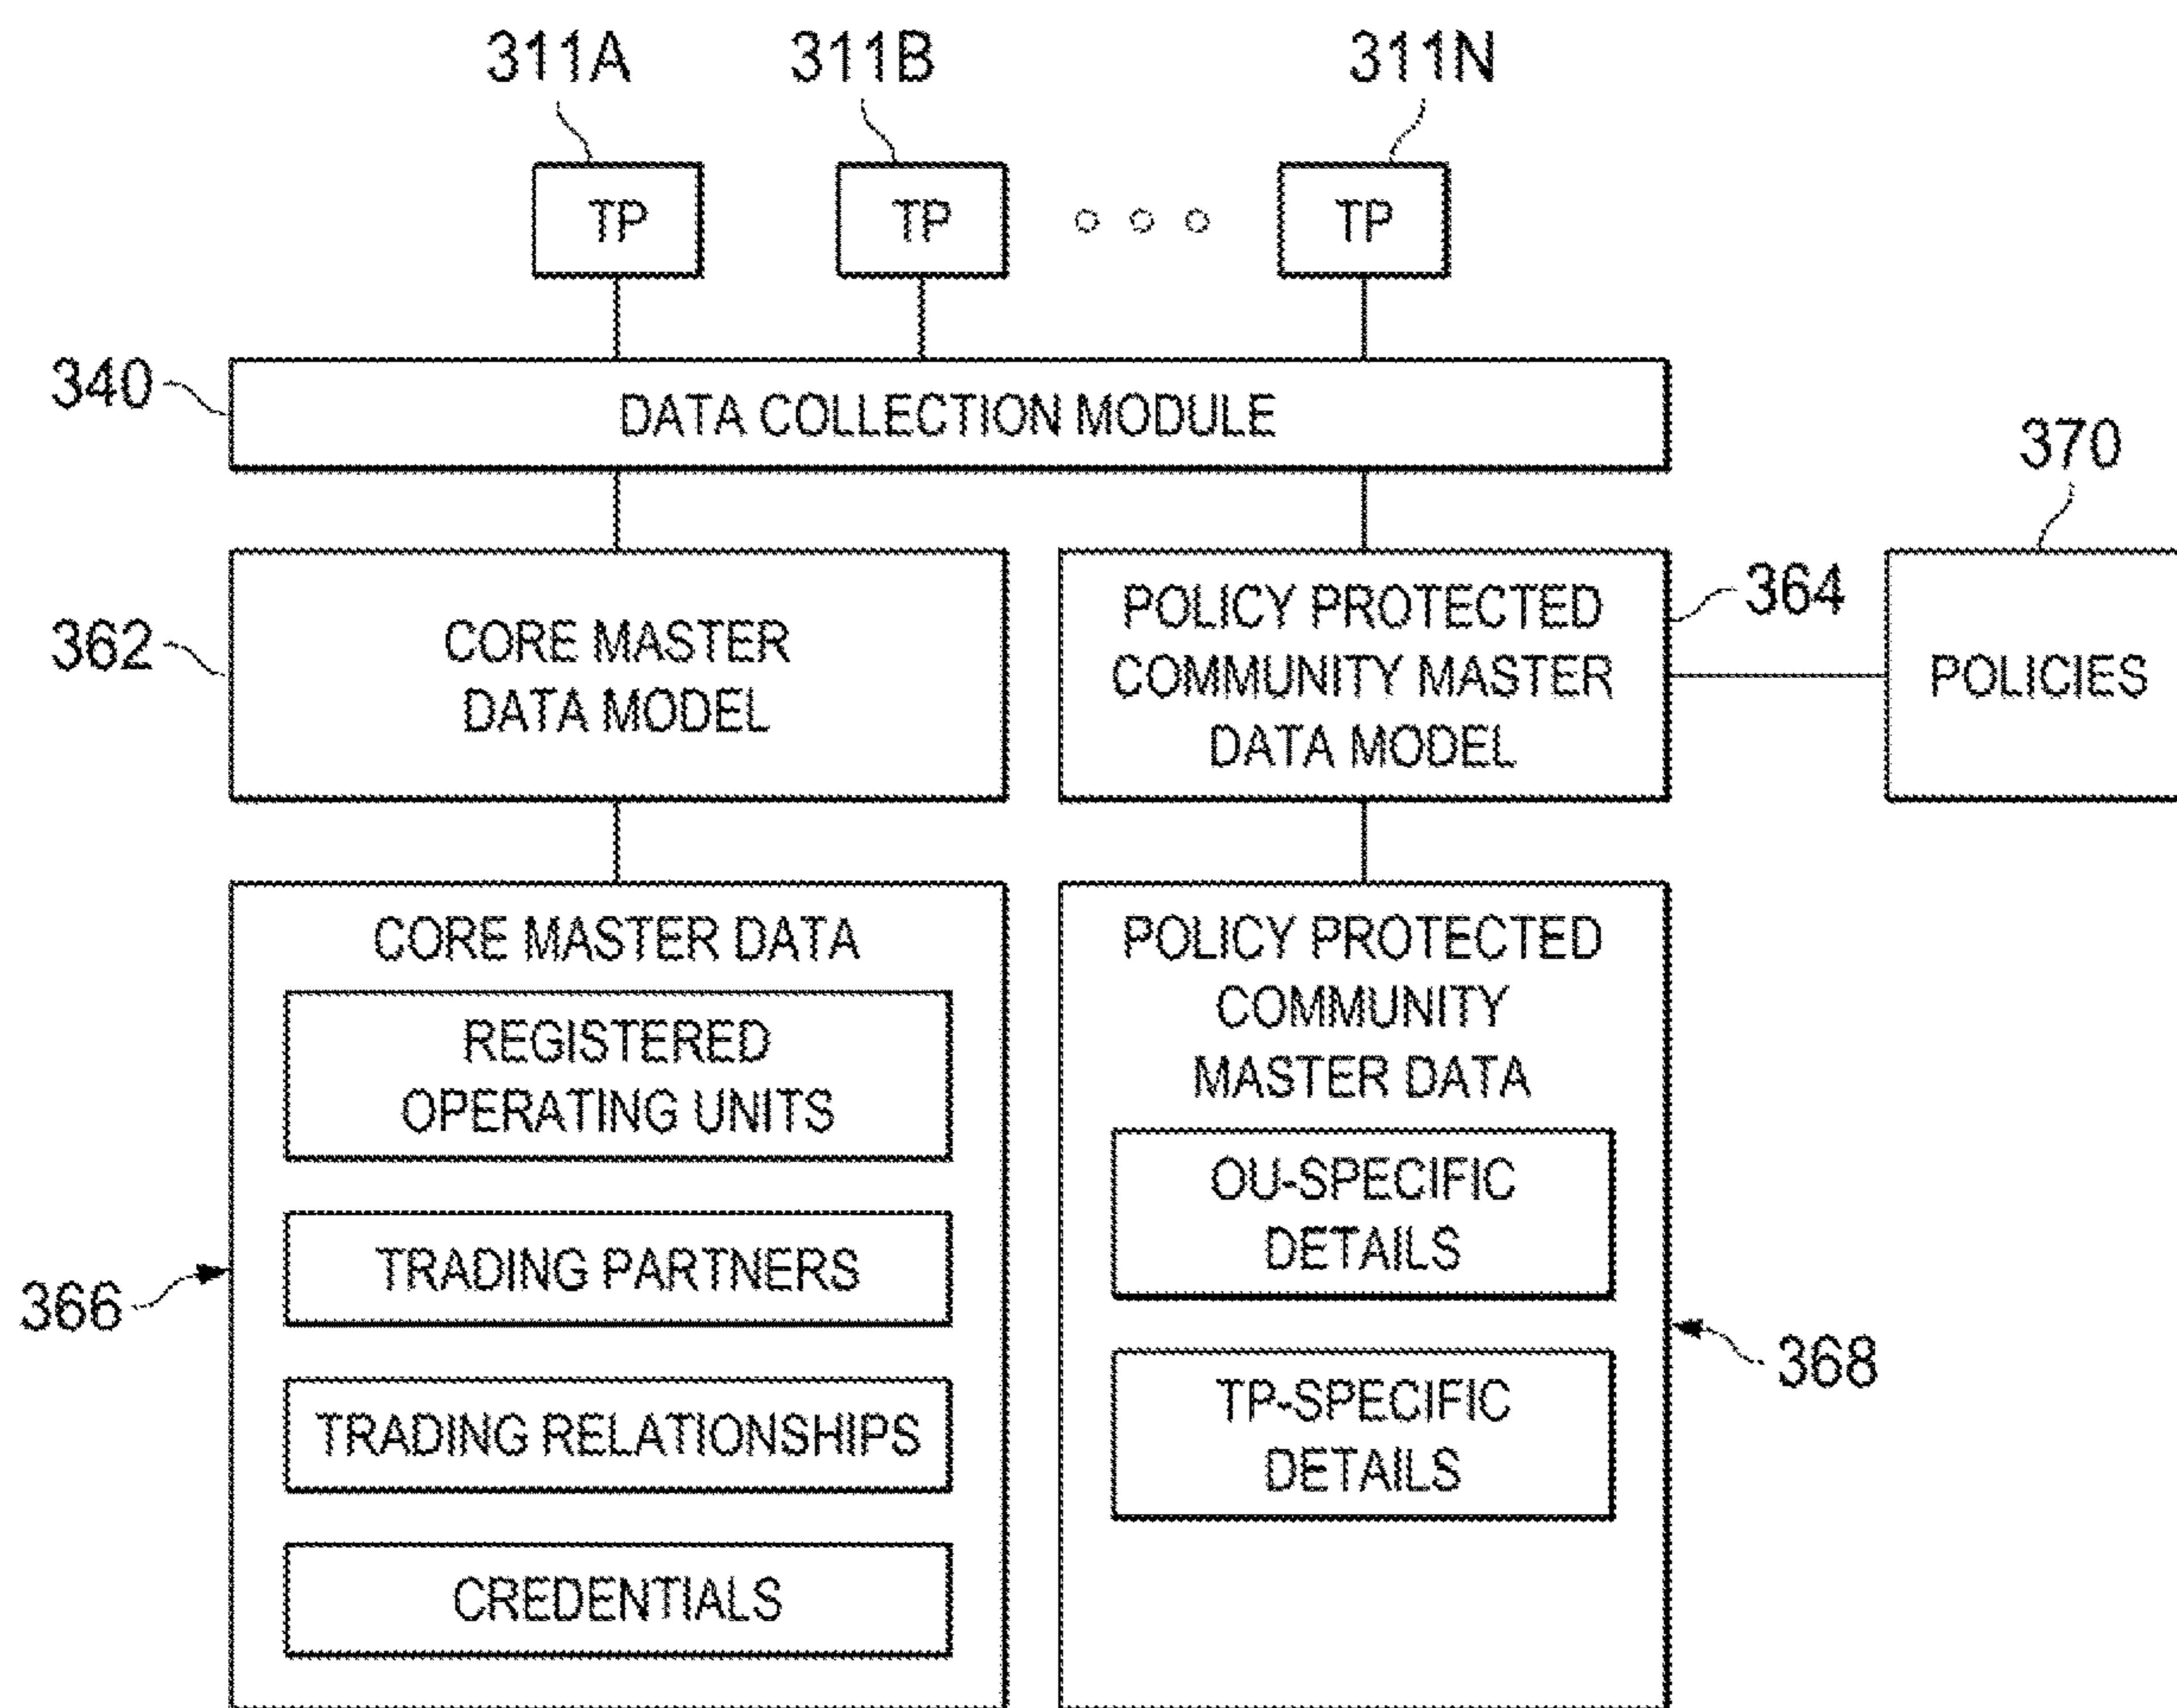 311A 311B 311N
TP TP TP
340
DATA COLLECTION MODULE
370
362
CORE MASTER
DATA MODEL
POLICY PROTECTED
COMMUNITY MASTER
DATA MODEL
364
POLICIES
366
CORE MASTER DATA
REGISTERED
OPERATING UNITS
TRADING PARTNERS
TRADING RELATIONSHIPS
CREDENTIALS
POLICY PROTECTED
COMMUNITY
MASTER DATA
OU-SPECIFIC
DETAILS
TP-SPECIFIC
DETAILS
368